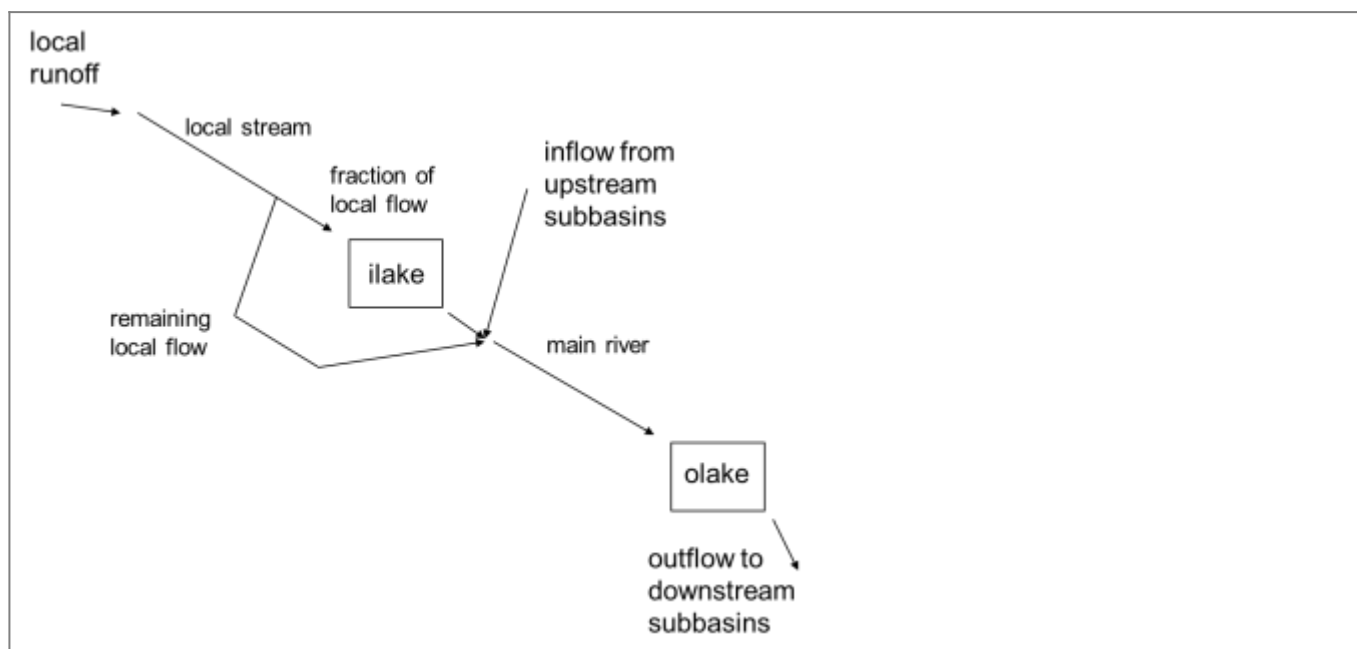 local
runoff
local stream
fraction of
local flow
inflow from
upstream
subbasins
ilake
remaining
local flow
main river
olake
outflow to
downstream
subbasins